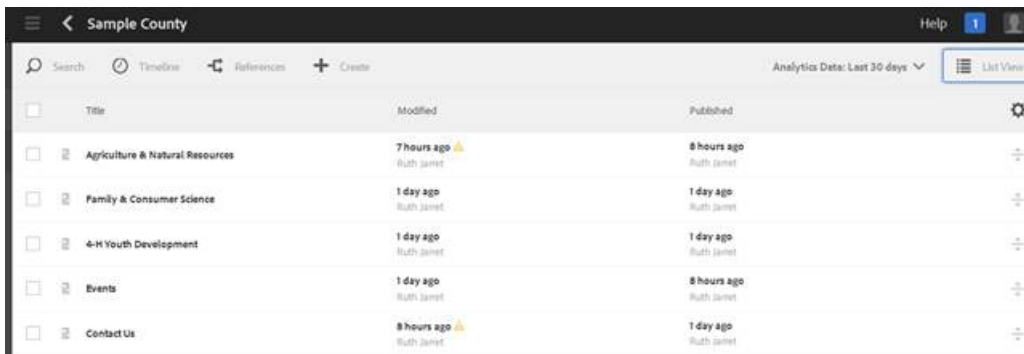 Sample County
Help 1
Search Timeline References Create Analytics Data: Last 30 days List View
Title Modified Published
Agriculture & Natural Resources 7 hours ago 8 hours ago
Ruth Jarret Ruth Jarret
Family & Consumer Science 1 day ago 1 day ago
Ruth Jarret Ruth Jarret
4-H Youth Development 1 day ago 1 day ago
Ruth Jarret Ruth Jarret
Events 1 day ago 8 hours ago
Ruth Jarret Ruth Jarret
Contact Us 8 hours ago 1 day ago
Ruth Jarret Ruth Jarret